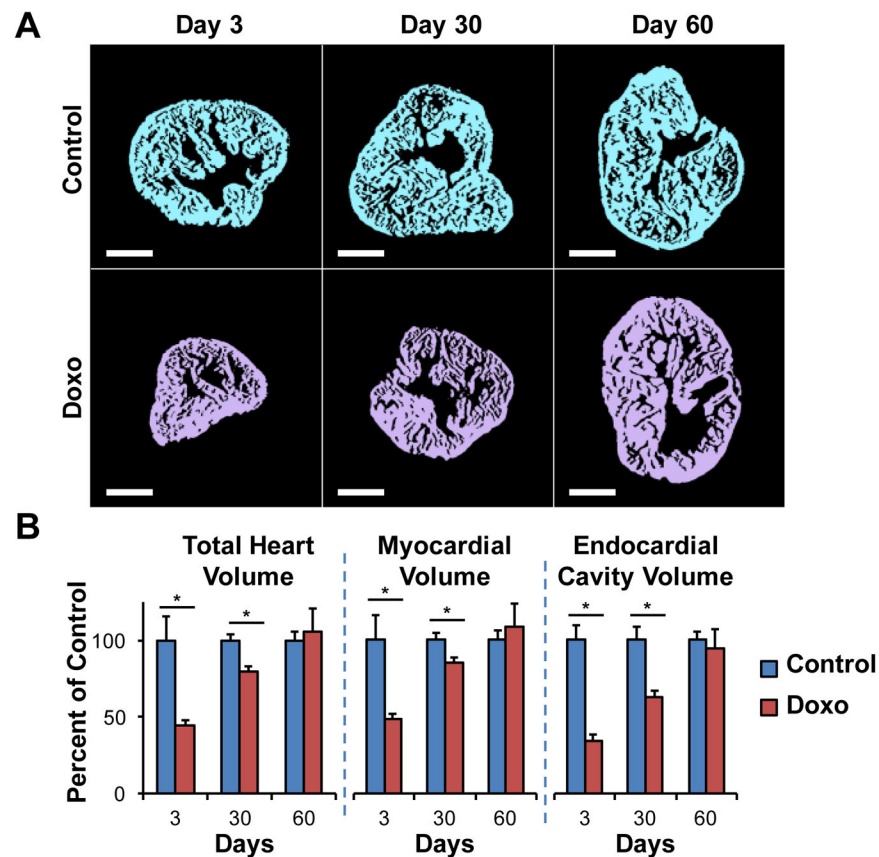 A
Day 3 Day 30 Day 60
Control
Doxo
B
Total Heart Volume
Myocardial Volume
Endocardial Cavity Volume
Percent of Control
100
50
0
* * * * * *
3 30 60 3 30 60 3 30 60
Days Days Days
Control
Doxo